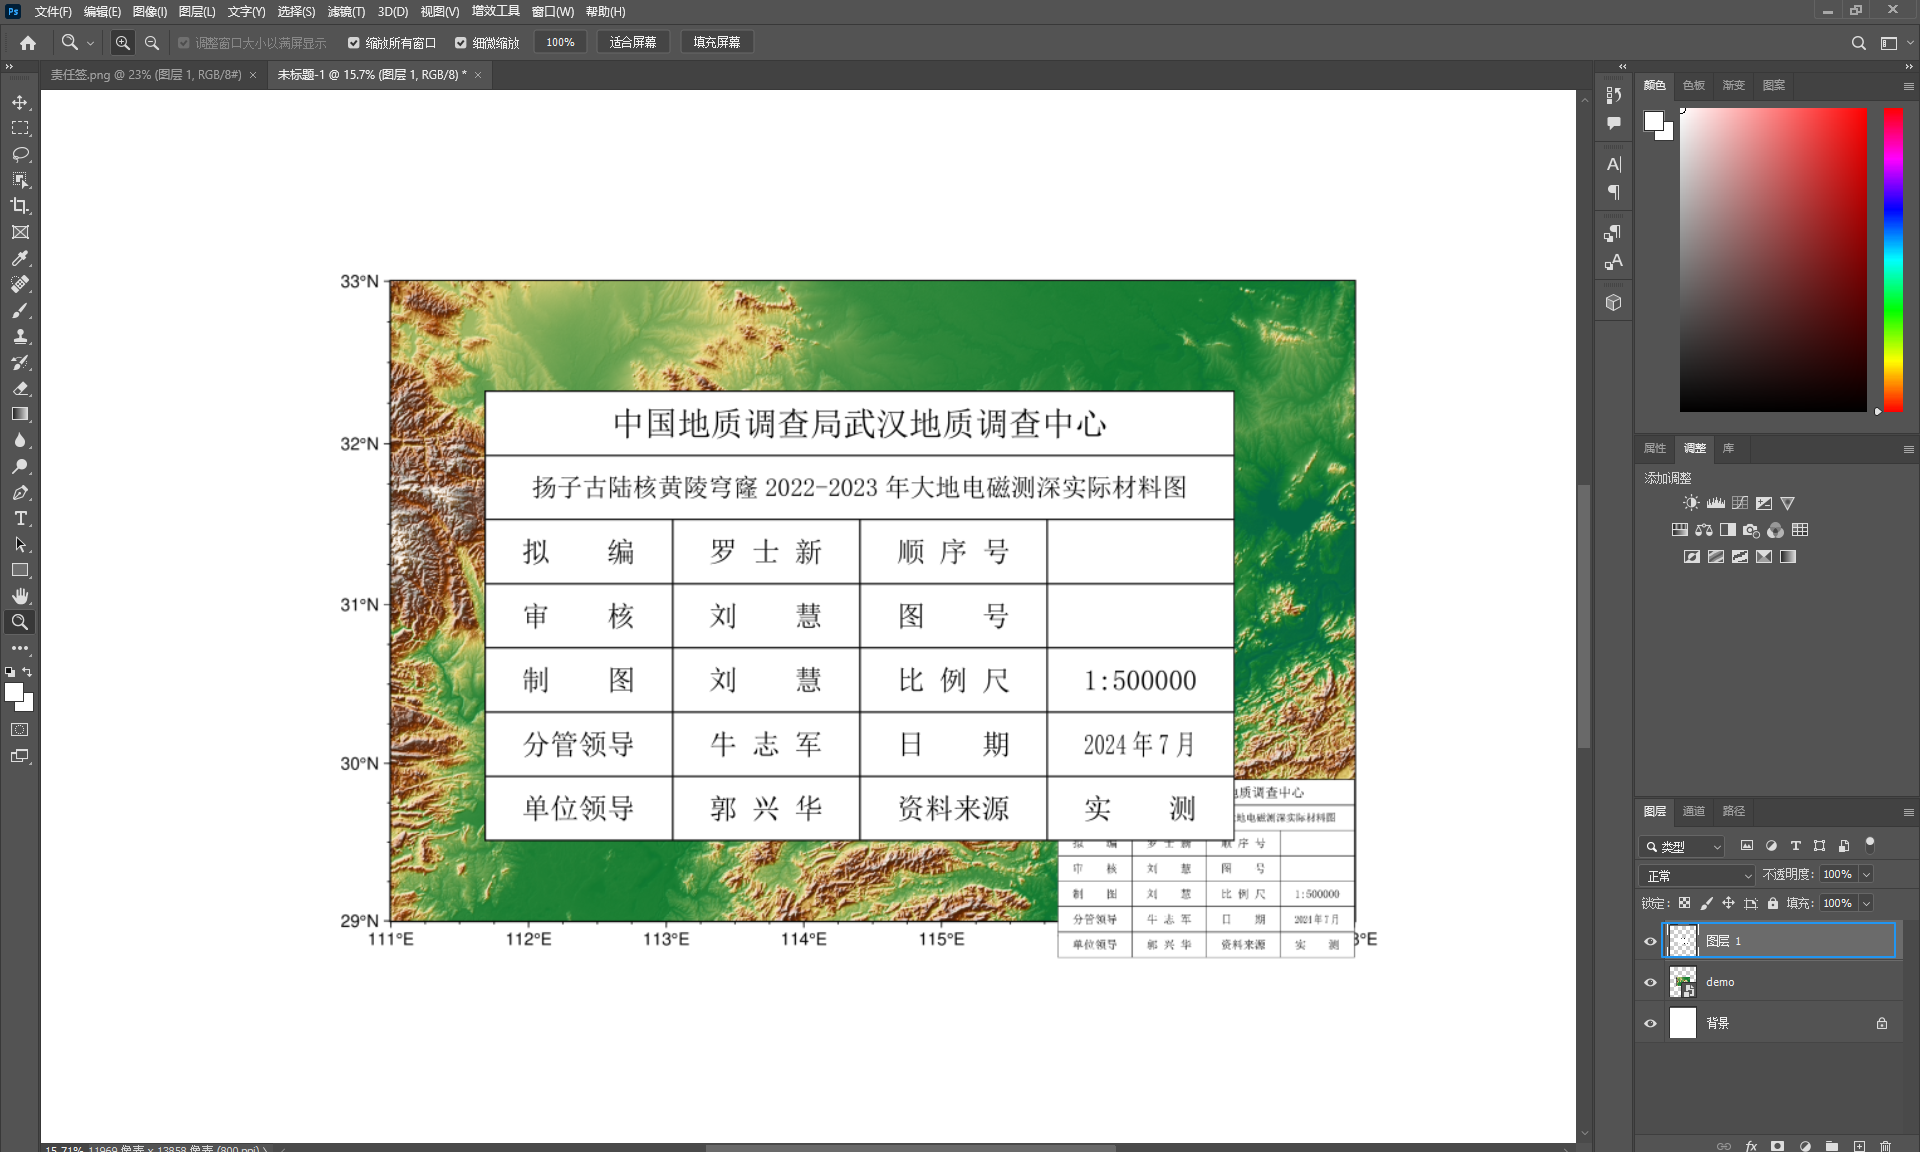 Ps 文件(F) 编辑(E) 图像(I) 图层(L) 文字(Y) 选择(S) 滤镜(T) 3D(D) 视图(V) 增效工具 窗口(W) 帮助(H)
调整窗口大小以满屏显示 缩放所有窗口 细微缩放 100% 适合屏幕 填充屏幕
责任签.png @ 23% (图层 1, RGB/8#) × 未标题-1 @ 15.7% (图层 1, RGB/8) * ×
颜色 色板 渐变 图案
33°N
32°N
31°N
30°N
29°N
111°E 112°E 113°E 114°E 115°E 8°E
中国地质调查局武汉地质调查中心
扬子古陆核黄陵穹窿 2022-2023 年大地电磁测深实际材料图
拟 编 罗士新 顺序号
审 核 刘 慧 图 号
制 图 刘 慧 比例尺 1:500000
分管领导 牛志军 日 期 2024年7月
单位领导 郭兴华 资料来源 实 测
地质调查中心
地电磁测深实际材料图
拟 编 罗士新 顺序号
审 核 刘 慧 图 号
制 图 刘 慧 比例尺 1:500000
分管领导 牛志军 日 期 2024年7月
单位领导 郭兴华 资料来源 实 测
属性 调整 库
添加调整
图层 通道 路径
类型
正常 不透明度: 100%
锁定: 填充: 100%
图层 1
demo
背景
fx
15.71% 11969 像素 x 13858 像素 (800 ppi)